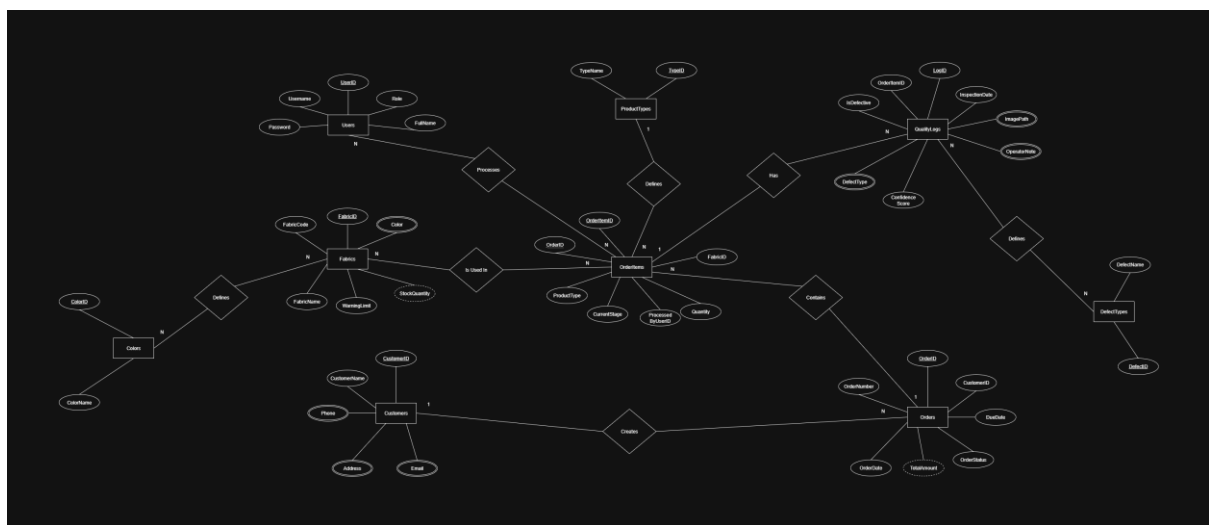 UserID
Username
Role
Password
FullName
Users
N
Processes
TypeName
TypeID
ProductTypes
1
Defines
N
LogID
OrderItemID
InspectionDate
IsDefective
ImagePath
QualityLogs
N
N
OperatorNote
DefectType
Confidence
Score
Has
1
Defines
N
DefectName
DefectTypes
DefectID
FabricID
FabricCode
Color
Fabrics
N
N
FabricName
WarningLimit
StockQuantity
Is Used In
N
Defines
N
ColorID
Colors
ColorName
OrderItemID
OrderID
N
FabricID
OrderItems
N
ProductType
CurrentStage
Processed
ByUserID
Quantity
Contains
1
CustomerID
CustomerName
Phone
Customers
1
Address
Email
Creates
N
OrderID
OrderNumber
CustomerID
Orders
DueDate
OrderDate
TotalAmount
OrderStatus